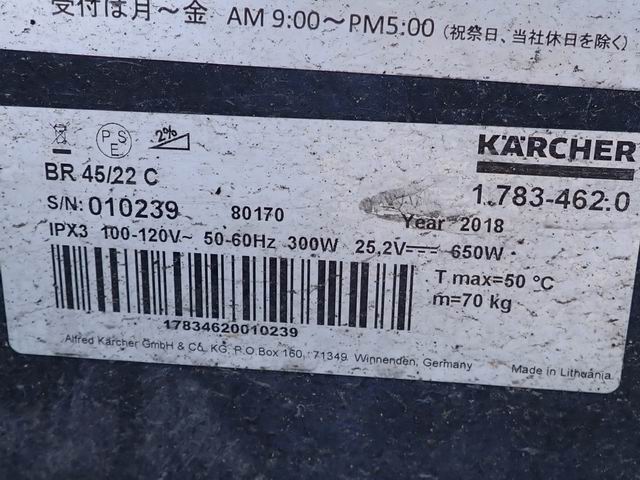 受付は月～金 AM 9:00～PM5:00 (祝祭日、当社休日を除く)
PSE 2%
KÄRCHER
BR 45/22 C
1.783-462.0
S/N: 010239 80170 Year 2018
IPX3 100-120V~ 50-60Hz 300W 25,2V⎓ 650W
T max=50 °C
m=70 kg
17834620010239
Alfred Kärcher GmbH & Co. KG, P.O.Box 160, 71349 Winnenden, Germany
Made in Lithuania